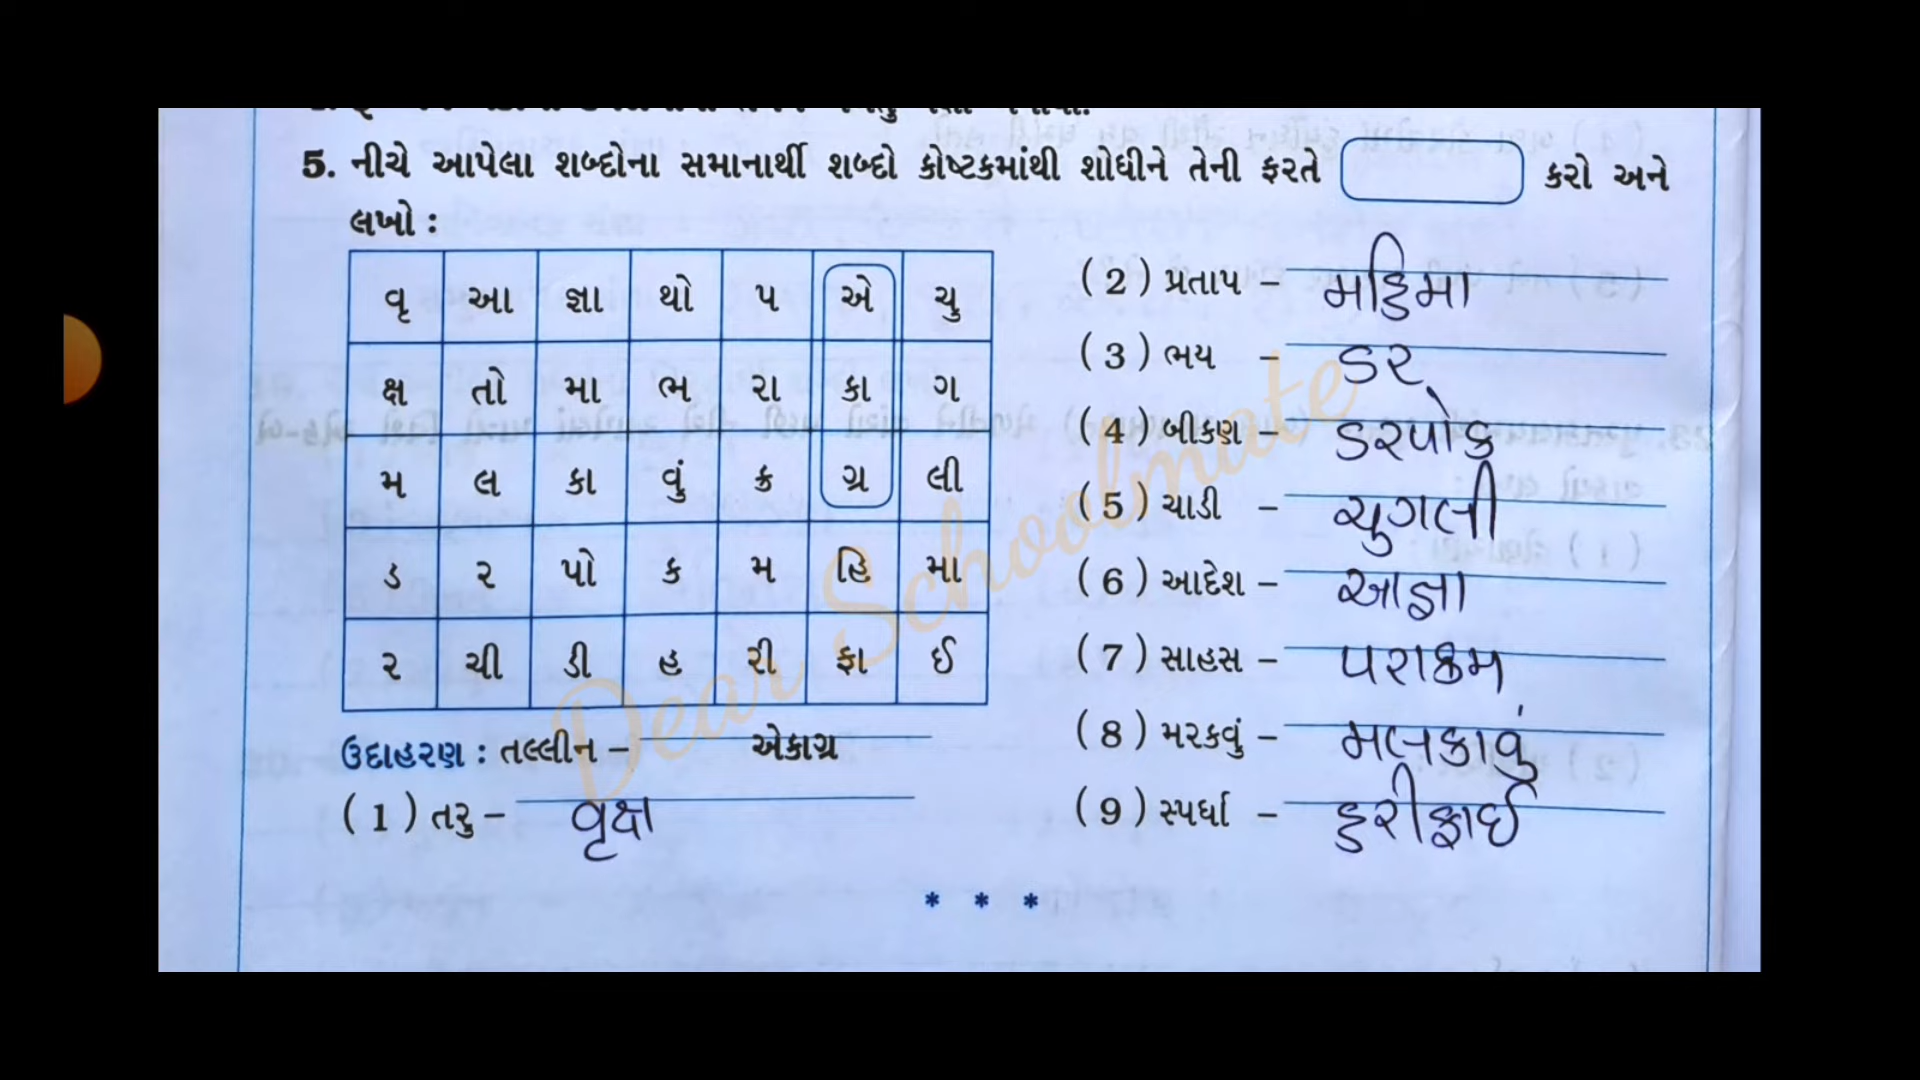 5. નીચે આપેલા શબ્દોના સમાનાર્થી શબ્દો કોષ્ટકમાંથી શોધીને તેની ફરતે કરો અને
લખો :
વૃ આ જ્ઞા થો પ એ ચુ
ક્ષ તો મા ભ રા કા ગ
મ લ કા વું ક્ર ગ્ર લી
ડ ર પો ક મ હિ મા
ર ચી ડી હ રી ફા ઈ
ઉદાહરણ : તલ્લીન – એકાગ્ર
( 1 ) તરુ – વૃક્ષ
( 2 ) પ્રતાપ – મહિમા
( 3 ) ભય – ડર
( 4 ) બીકણ – ડરપોક
( 5 ) ચાડી – ચુગલી
( 6 ) આદેશ – આજ્ઞા
( 7 ) સાહસ – પરાક્રમ
( 8 ) મરકવું – મલકાવું
( 9 ) સ્પર્ધા – હરીફાઈ
* * *
Dear Schoolmate